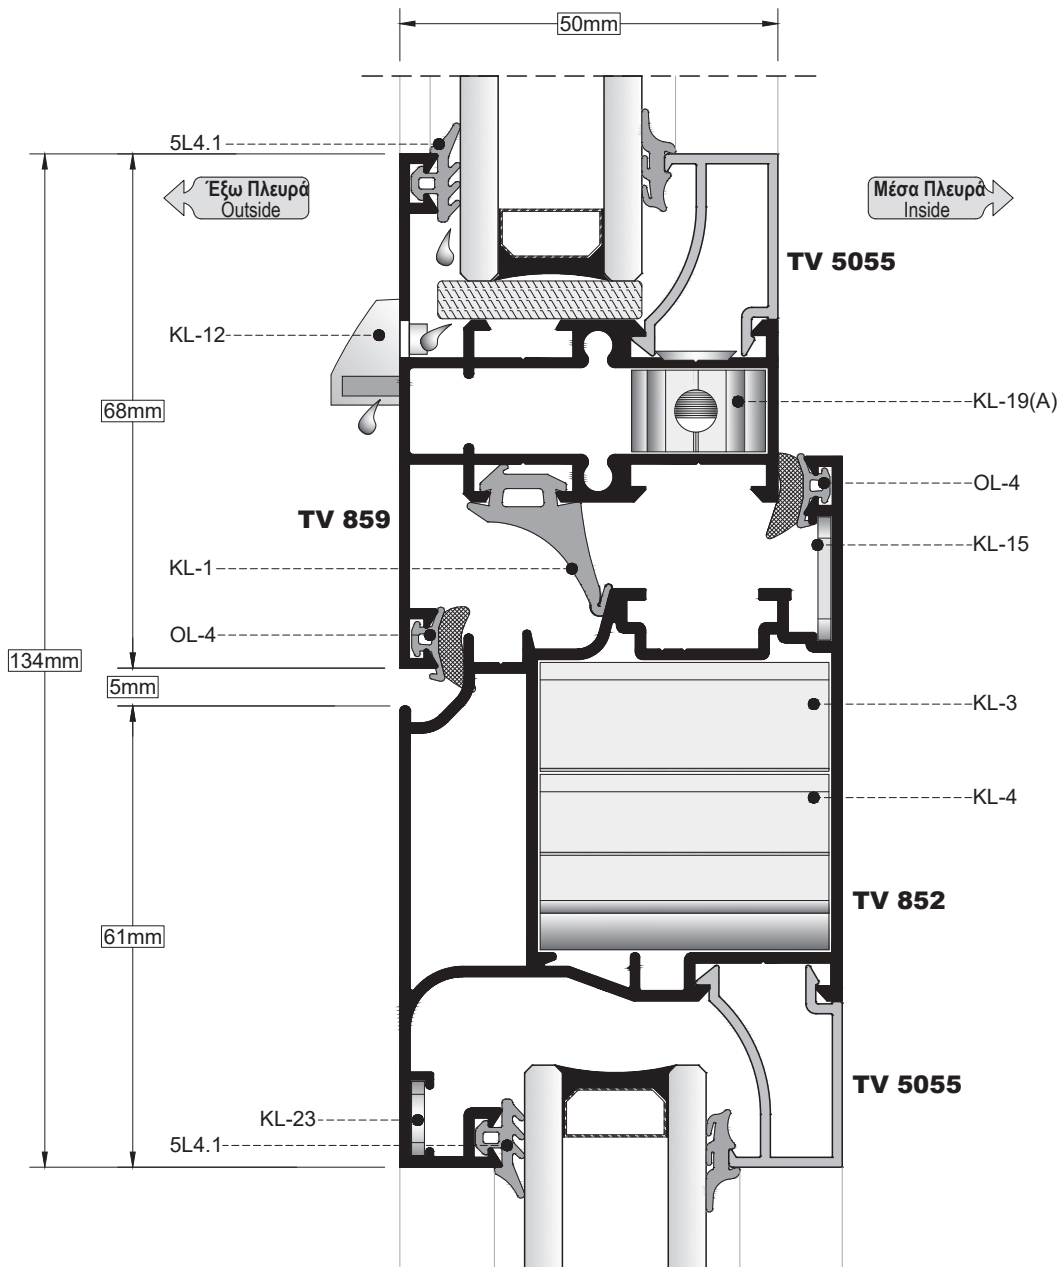 50mm
5L4.1
Έξω Πλευρά
Outside
Μέσα Πλευρά
Inside
TV 5055
KL-12
KL-19(A)
68mm
OL-4
TV 859
KL-15
KL-1
OL-4
134mm
5mm
KL-3
KL-4
TV 852
61mm
TV 5055
KL-23
5L4.1